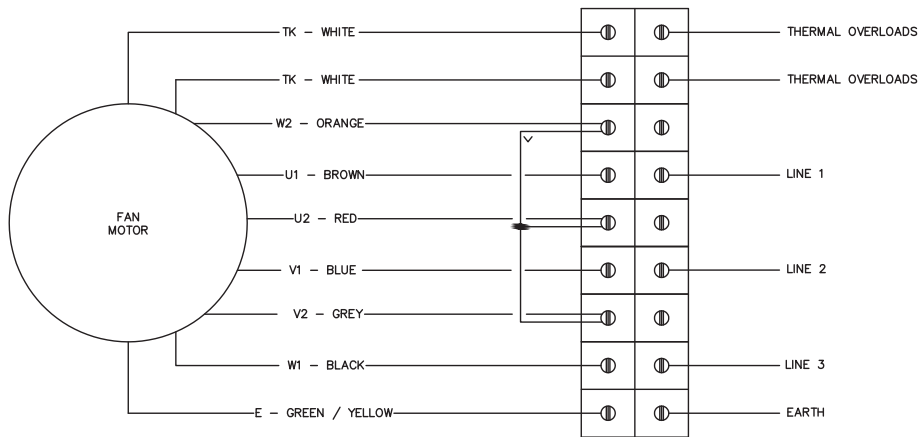 TK - WHITE THERMAL OVERLOADS
TK - WHITE THERMAL OVERLOADS
W2 - ORANGE
U1 - BROWN LINE 1
FAN
MOTOR
U2 - RED
V1 - BLUE LINE 2
V2 - GREY
W1 - BLACK LINE 3
E - GREEN / YELLOW EARTH